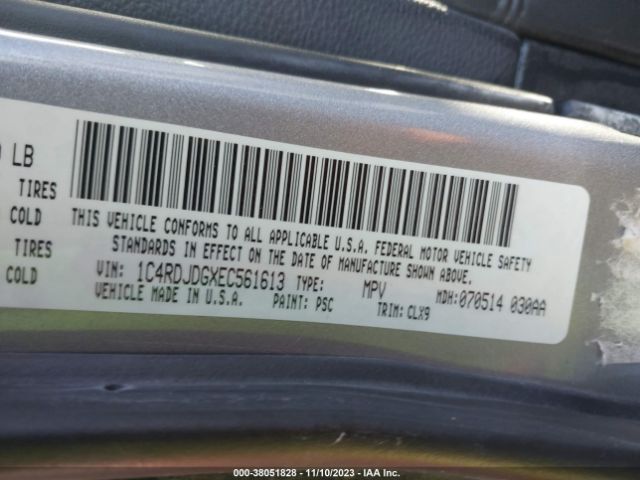 LB
TIRES
COLD
TIRES
COLD
THIS VEHICLE CONFORMS TO ALL APPLICABLE U.S.A. FEDERAL MOTOR VEHICLE SAFETY
STANDARDS IN EFFECT ON THE DATE OF MANUFACTURE SHOWN ABOVE.
VIN: 1C4RDJDGXEC561613 TYPE: MPV MDH:070514 030AA
VEHICLE MADE IN U.S.A. PAINT: PSC TRIM: CLX9
000-38051828 - 11/10/2023 - IAA Inc.